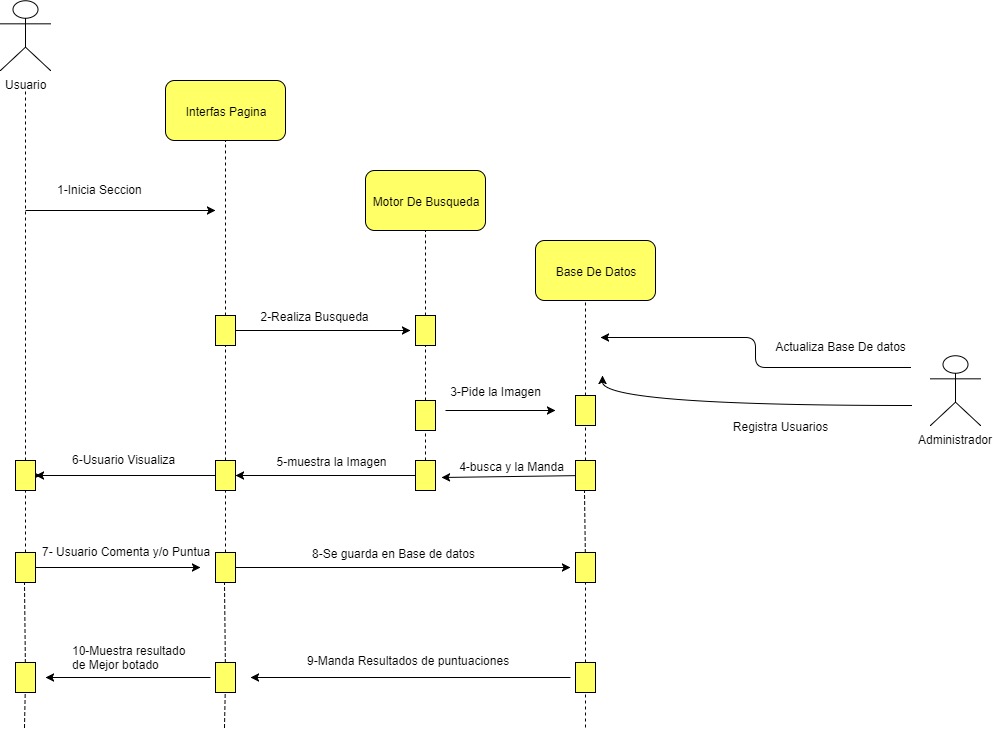 Usuario
Interfas Pagina
1-Inicia Seccion
Motor De Busqueda
Base De Datos
2-Realiza Busqueda
Actualiza Base De datos
3-Pide la Imagen
Registra Usuarios
Administrador
6-Usuario Visualiza
5-muestra la Imagen
4-busca y la Manda
7- Usuario Comenta y/o Puntua
8-Se guarda en Base de datos
10-Muestra resultado
de Mejor botado
9-Manda Resultados de puntuaciones